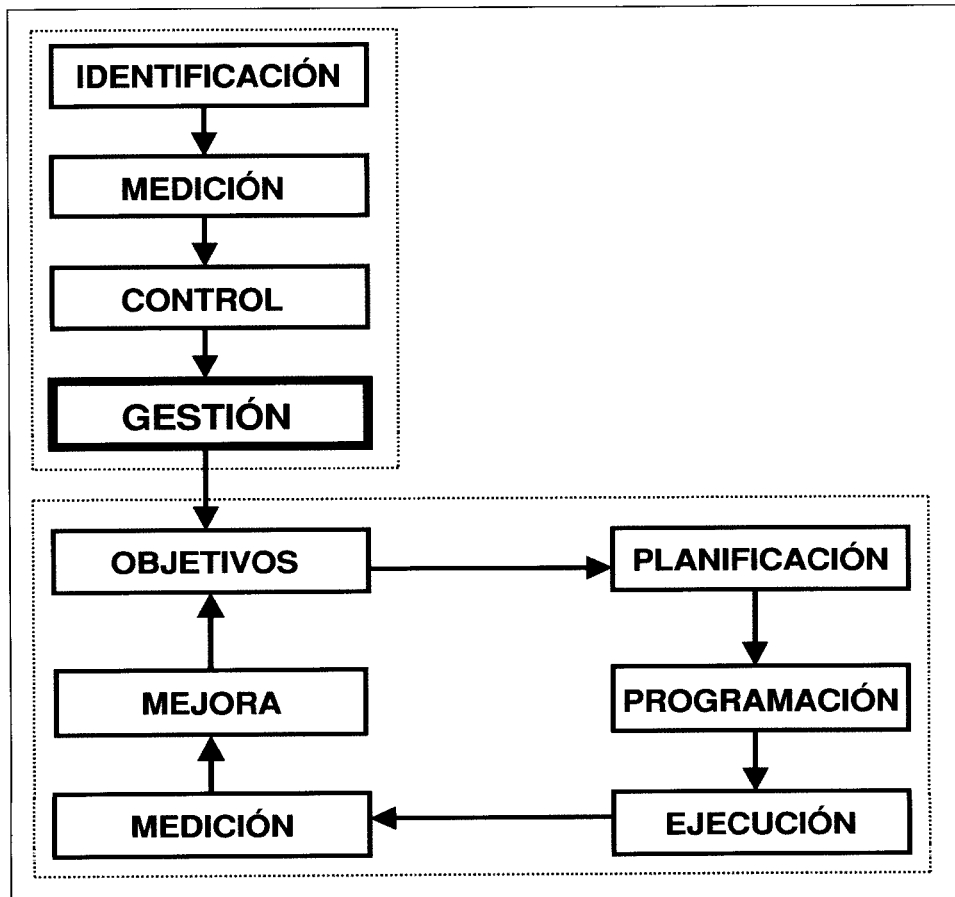 IDENTIFICACIÓN
MEDICIÓN
CONTROL
GESTIÓN
OBJETIVOS
PLANIFICACIÓN
MEJORA
PROGRAMACIÓN
MEDICIÓN
EJECUCIÓN